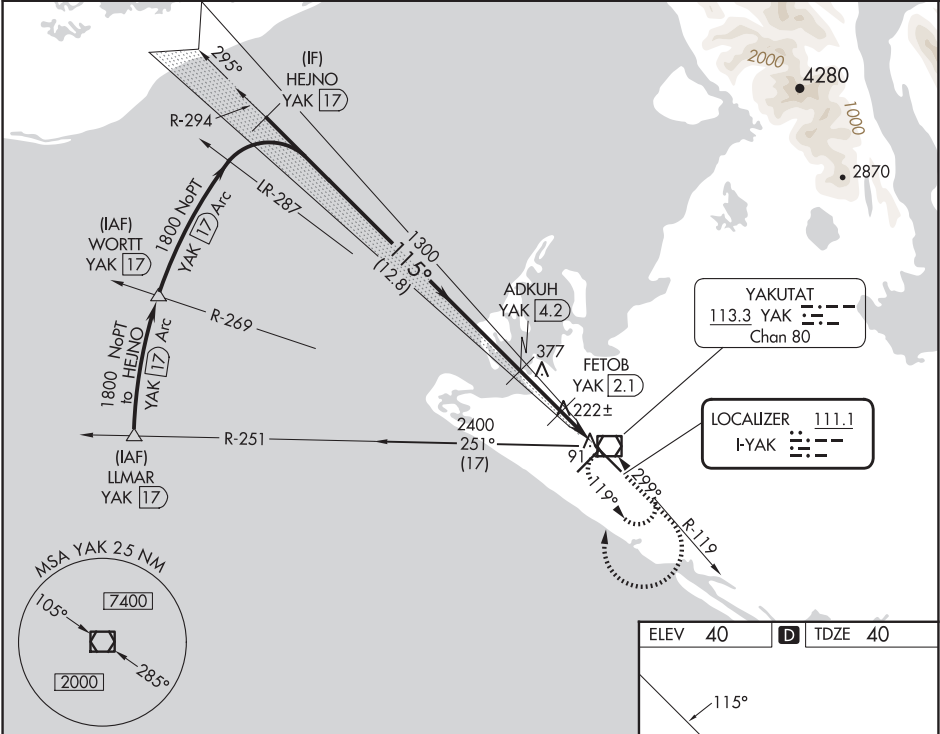 2000
4280
1000
2870
(IF)
HEJNO
YAK 17
295°
R-294
LR-287
1800 NoPT
YAK 17 Arc
(IAF)
WORTT
YAK 17
R-269
1800 NoPT
to HEJNO
YAK 17 Arc
1300
115°
(12.8)
ADKUH
YAK 4.2
377
FETOB
YAK 2.1
222±
YAKUTAT
113.3 YAK
Chan 80
LOCALIZER 111.1
I-YAK
R-251
2400
251°
(17)
91
(IAF)
LLMAR
YAK 17
119°
299°
R-119
MSA YAK 25 NM
105°
7400
2000
285°
ELEV 40 D TDZE 40
115°